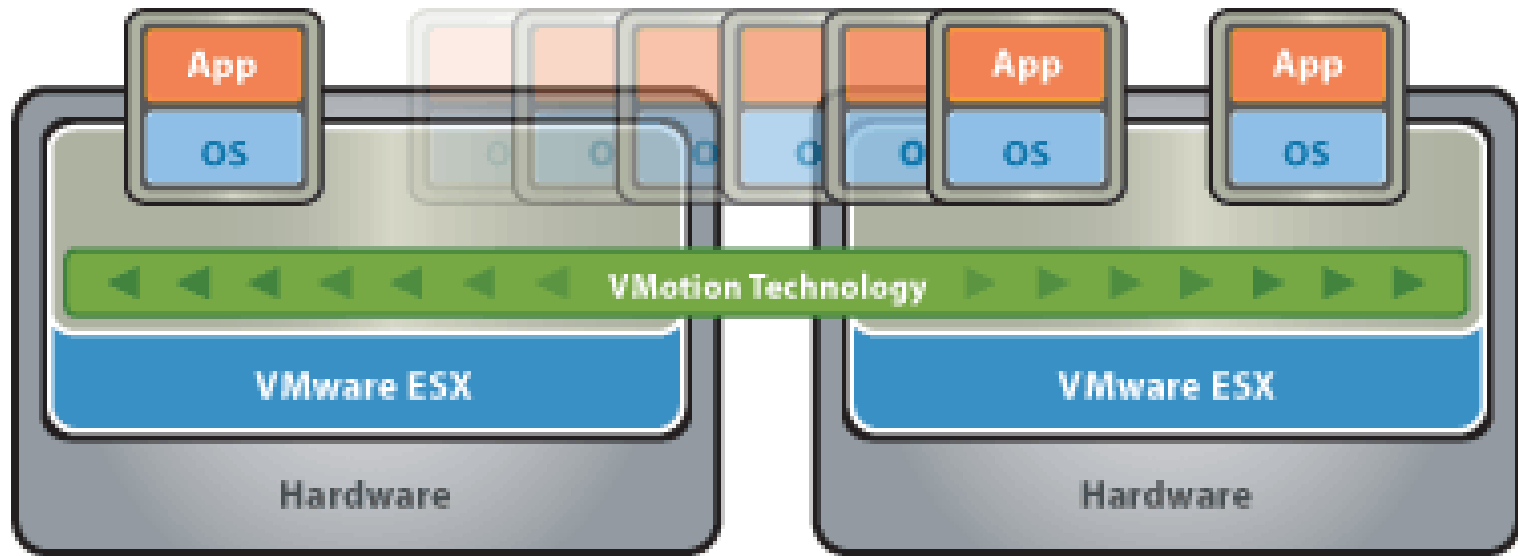 App
App
App
OS
O
O
O
O
O
OS
OS
VMotion Technology
VMware ESX
VMware ESX
Hardware
Hardware